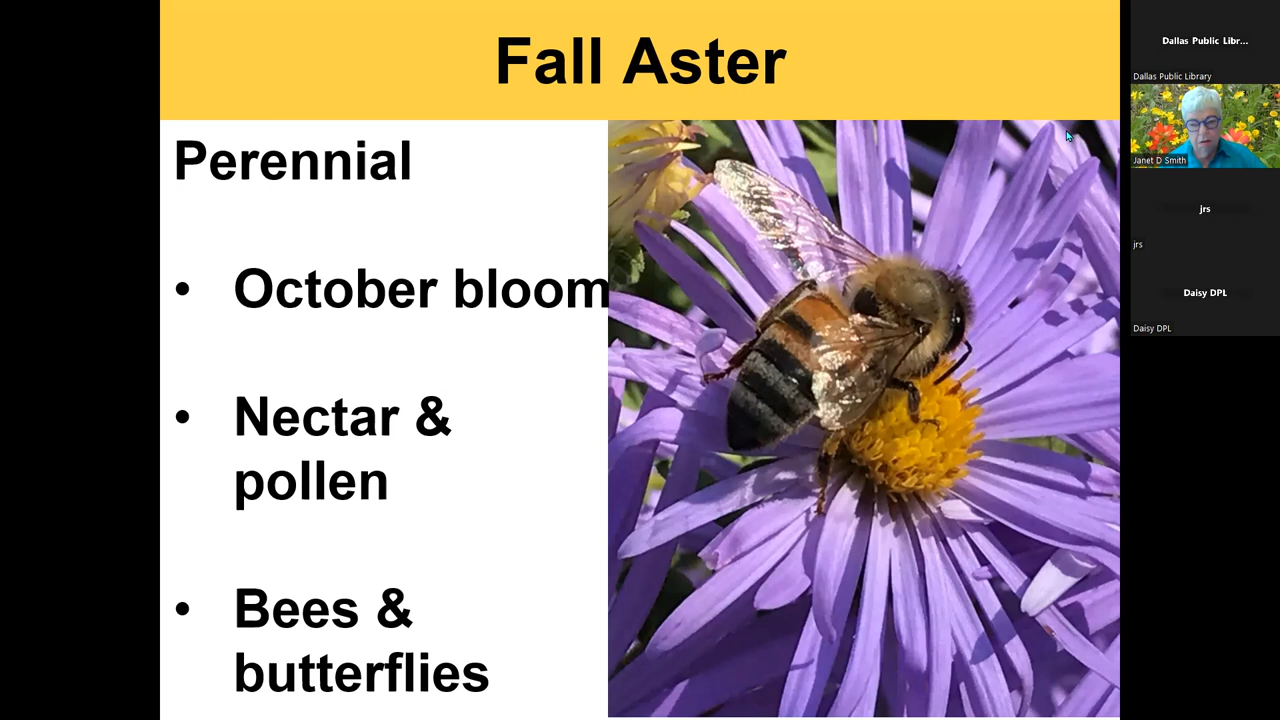 Fall Aster
Perennial
• October bloom
• Nectar &
pollen
• Bees &
butterflies
Dallas Public Libr...
Dallas Public Library
Janet D Smith
jrs
jrs
Daisy DPL
Daisy DPL